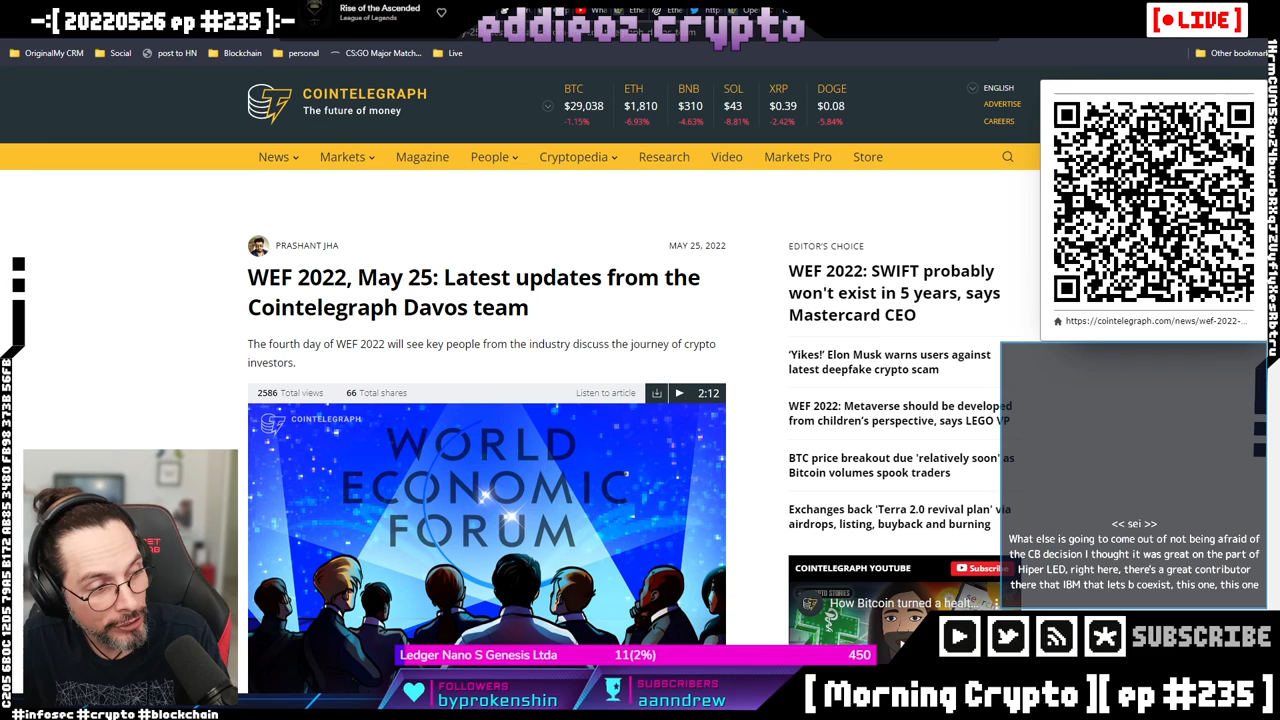 —:[ 20220526 ep #235 ]:—
Rise of the Ascended
League of Legends
eddieoz.crypto
[ LIVE ]
OriginalMy CRM
Social
post to HN
Blockchain
personal
CS:GO Major Match...
Live
Other bookmar
COINTELEGRAPH
The future of money
BTC ETH BNB SOL XRP DOGE
$29,038 $1,810 $310 $43 $0.39 $0.08
-1.15% -6.93% -4.63% -8.81% -2.42% -5.84%
ENGLISH
ADVERTISE
CAREERS
News Markets Magazine People Cryptopedia Research Video Markets Pro Store
PRASHANT JHA
MAY 25, 2022
WEF 2022, May 25: Latest updates from the
Cointelegraph Davos team
The fourth day of WEF 2022 will see key people from the industry discuss the journey of crypto
investors.
2586 Total views 66 Total shares Listen to article 2:12
COINTELEGRAPH
WORLD
ECONOMIC
FORUM
EDITOR'S CHOICE
WEF 2022: SWIFT probably
won't exist in 5 years, says
Mastercard CEO
'Yikes!' Elon Musk warns users against
latest deepfake crypto scam
WEF 2022: Metaverse should be developed
from children's perspective, says LEGO VP
BTC price breakout due 'relatively soon' as
Bitcoin volumes spook traders
Exchanges back 'Terra 2.0 revival plan' via
airdrops, listing, buyback and burning
COINTELEGRAPH YOUTUBE
Subscribe
How Bitcoin turned a healt...
https://cointelegraph.com/news/wef-2022-...
<< sei >>
What else is going to come out of not being afraid of
the CB decision I thought it was great on the part of
Hiper LED, right here, there's a great contributor
there that IBM that lets b coexist, this one, this one
SUBSCRIBE
Ledger Nano S Genesis Ltda 11(2%) 450
FOLLOWERS
byprokenshin
SUBSCRIBERS
aanndrew
[ Morning Crypto ][ ep #235 ]
#infosec #crypto #blockchain